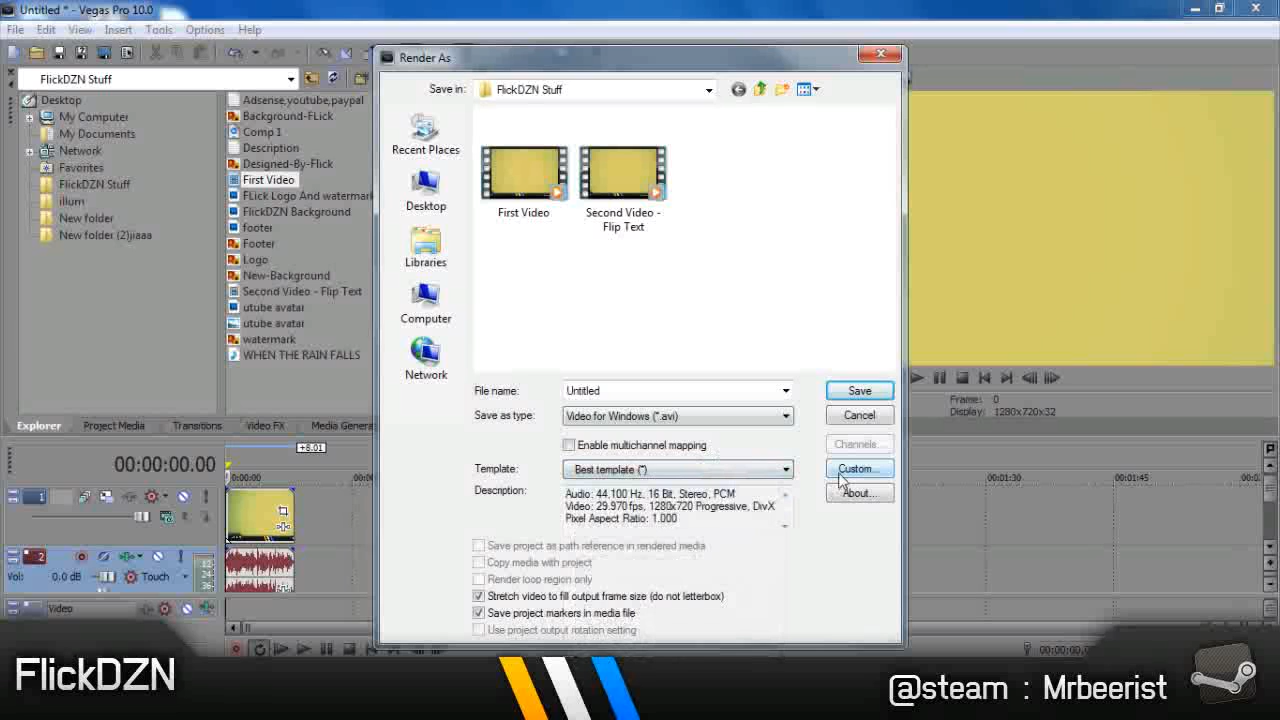 Untitled * - Vegas Pro 10.0
File Edit View Insert Tools Options Help
FlickDZN Stuff
Desktop
My Computer
My Documents
Network
Favorites
FlickDZN Stuff
illum
New folder
New folder (2)jiaaa
Adsense,youtube,paypal
Background-FLick
Comp 1
Description
Designed-By-Flick
First Video
FLick Logo And watermark
FlickDZN Background
footer
Footer
Logo
New-Background
Second Video - Flip Text
utube avatar
utube avatar
watermark
WHEN THE RAIN FALLS
Explorer Project Media Transitions Video FX Media Genera
Render As
Save in: FlickDZN Stuff
Recent Places
Desktop
Libraries
Computer
Network
First Video
Second Video -
Flip Text
File name: Untitled Save
Save as type: Video for Windows (*.avi) Cancel
Enable multichannel mapping Channels...
Template: Best template (*) Custom...
Description: About...
Audio: 44,100 Hz, 16 Bit, Stereo, PCM
Video: 29.970 fps, 1280x720 Progressive, DivX
Pixel Aspect Ratio: 1.000
Save project as path reference in rendered media
Copy media with project
Render loop region only
Stretch video to fill output frame size (do not letterbox)
Save project markers in media file
Use project output rotation setting
Frame: 0
Display: 1280x720x32
+8.01
00:00:00.00
0:00:00
00:01:30
00:01:45
1
2
12
24
36
Vol: 0.0 dB Touch
Video
FlickDZN
@steam : Mrbeerist